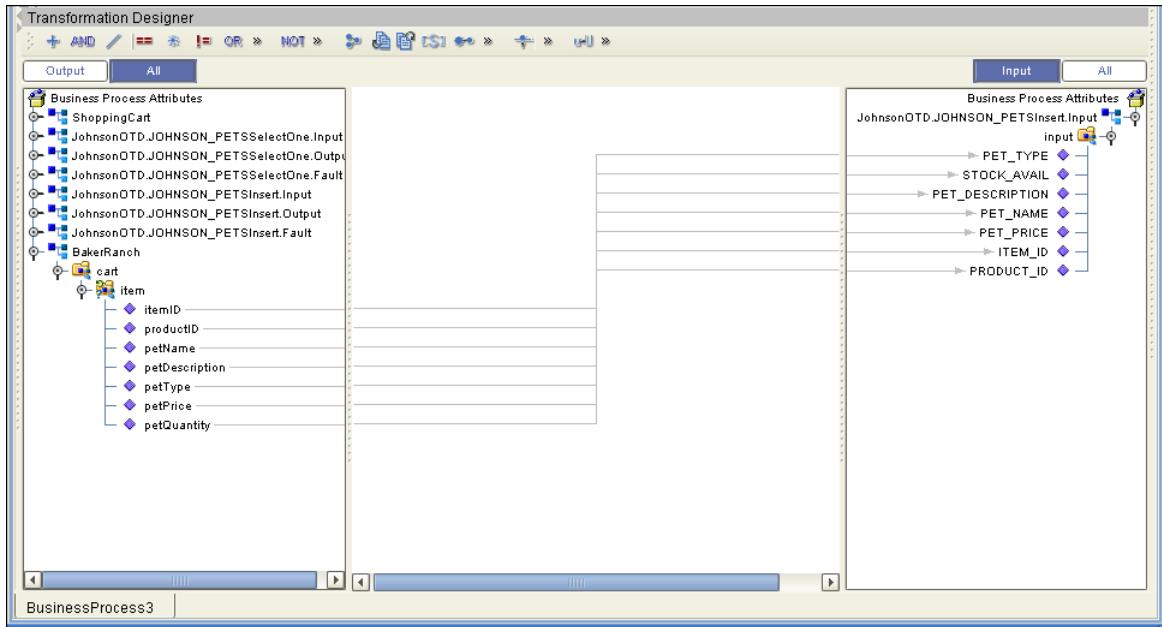 Transformation Designer
AND == != OR » NOT » » » »
Output All
Input All
Business Process Attributes
ShoppingCart
JohnsonOTD.JOHNSON_PETSSelectOne.Input
JohnsonOTD.JOHNSON_PETSSelectOne.Outpu
JohnsonOTD.JOHNSON_PETSSelectOne.Fault
JohnsonOTD.JOHNSON_PETSInsert.Input
JohnsonOTD.JOHNSON_PETSInsert.Output
JohnsonOTD.JOHNSON_PETSInsert.Fault
BakerRanch
cart
item
itemID
productID
petName
petDescription
petType
petPrice
petQuantity
Business Process Attributes
JohnsonOTD.JOHNSON_PETSInsert.Input
input
PET_TYPE
STOCK_AVAIL
PET_DESCRIPTION
PET_NAME
PET_PRICE
ITEM_ID
PRODUCT_ID
BusinessProcess3